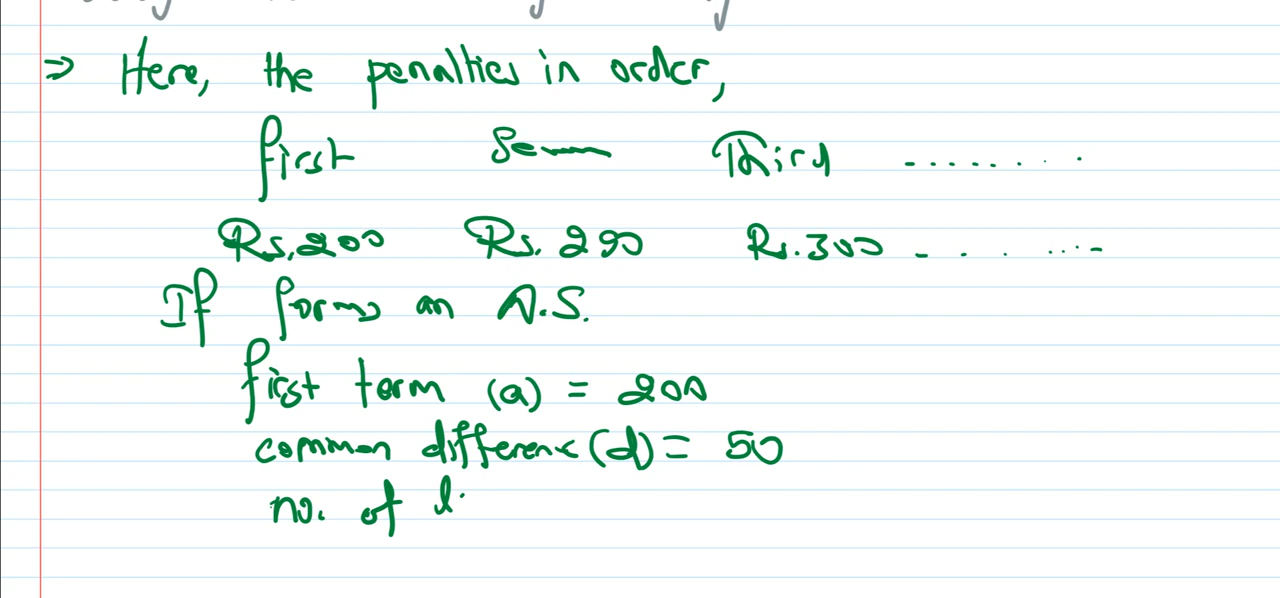 ⇒ Here, the penalties in order,
first Third ........
Rs.200 Rs. 250 Rs.300 .......
It forms an A.S.
first term (a) = 200
common difference (d) = 50
no. of